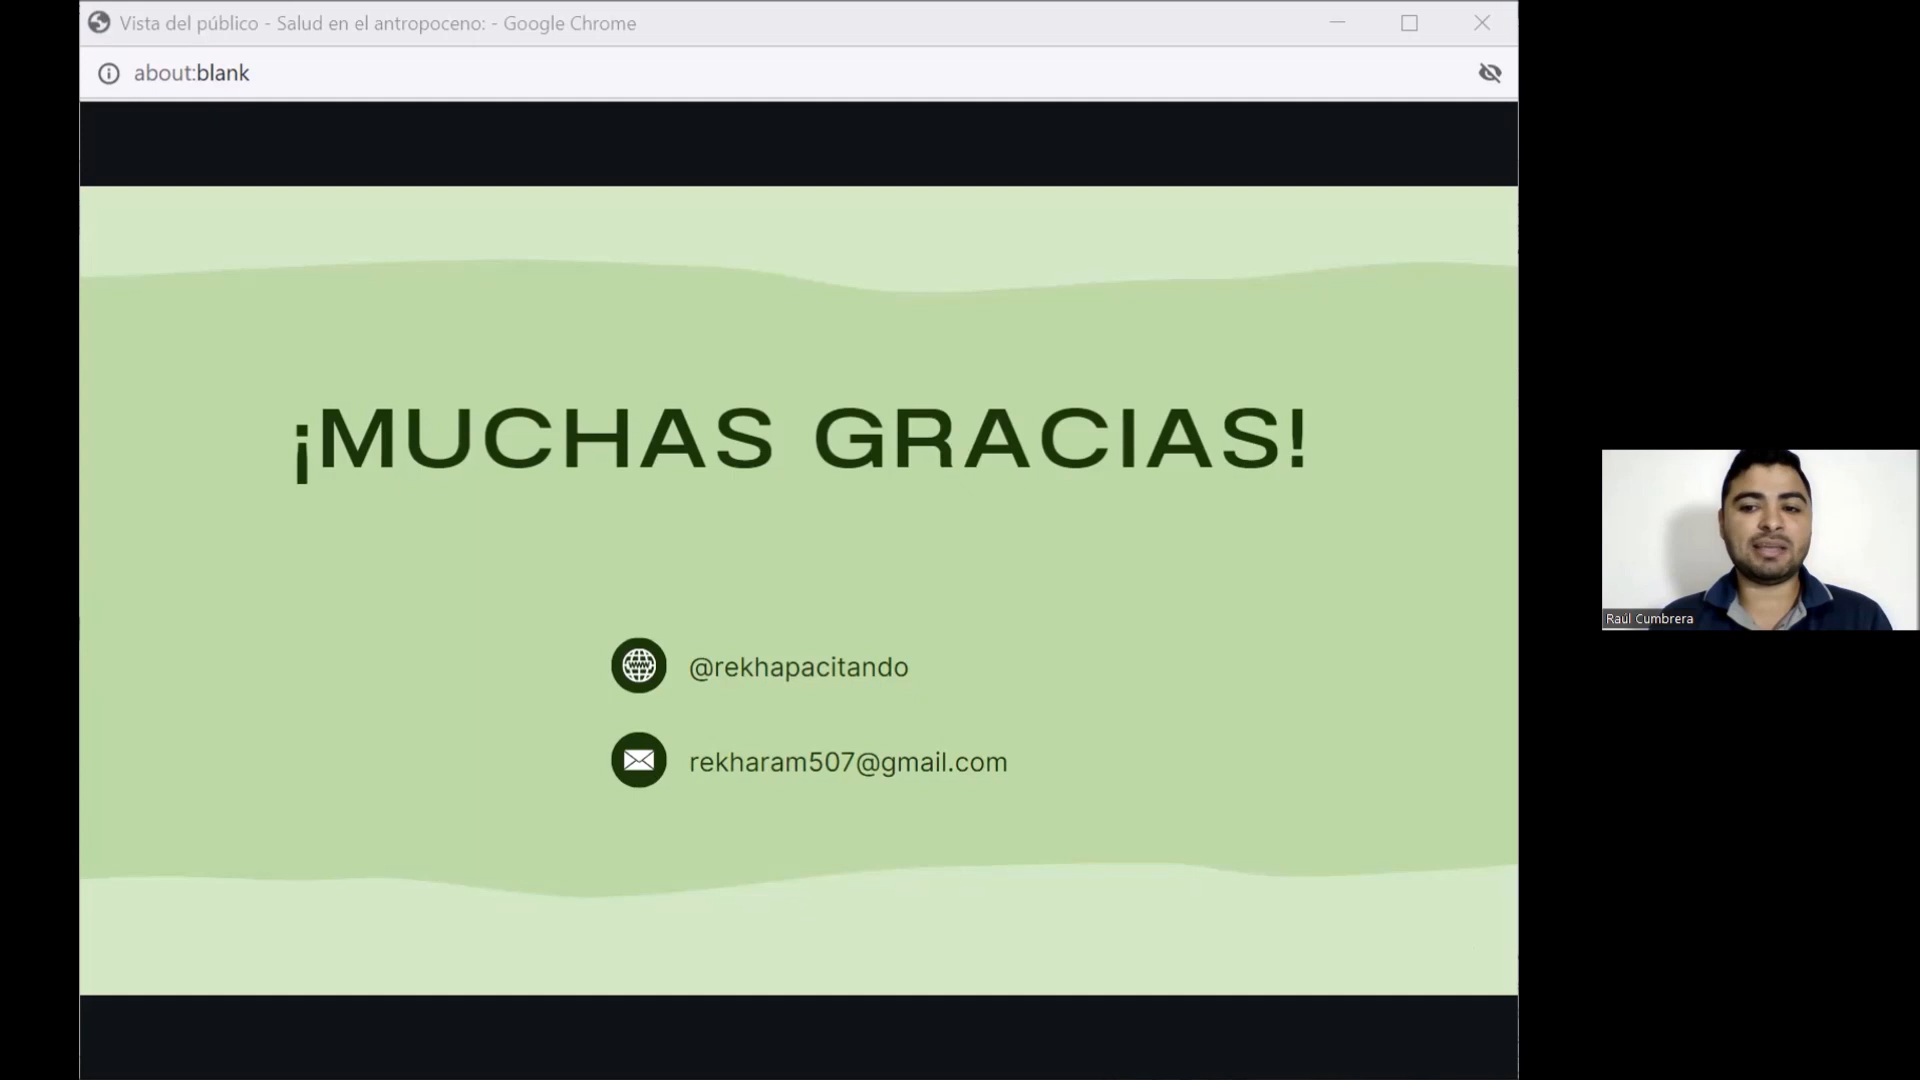 Vista del público - Salud en el antropoceno: - Google Chrome
about:blank
¡MUCHAS GRACIAS!
www
@rekhapacitando
rekharam507@gmail.com
Raúl Cumbrera